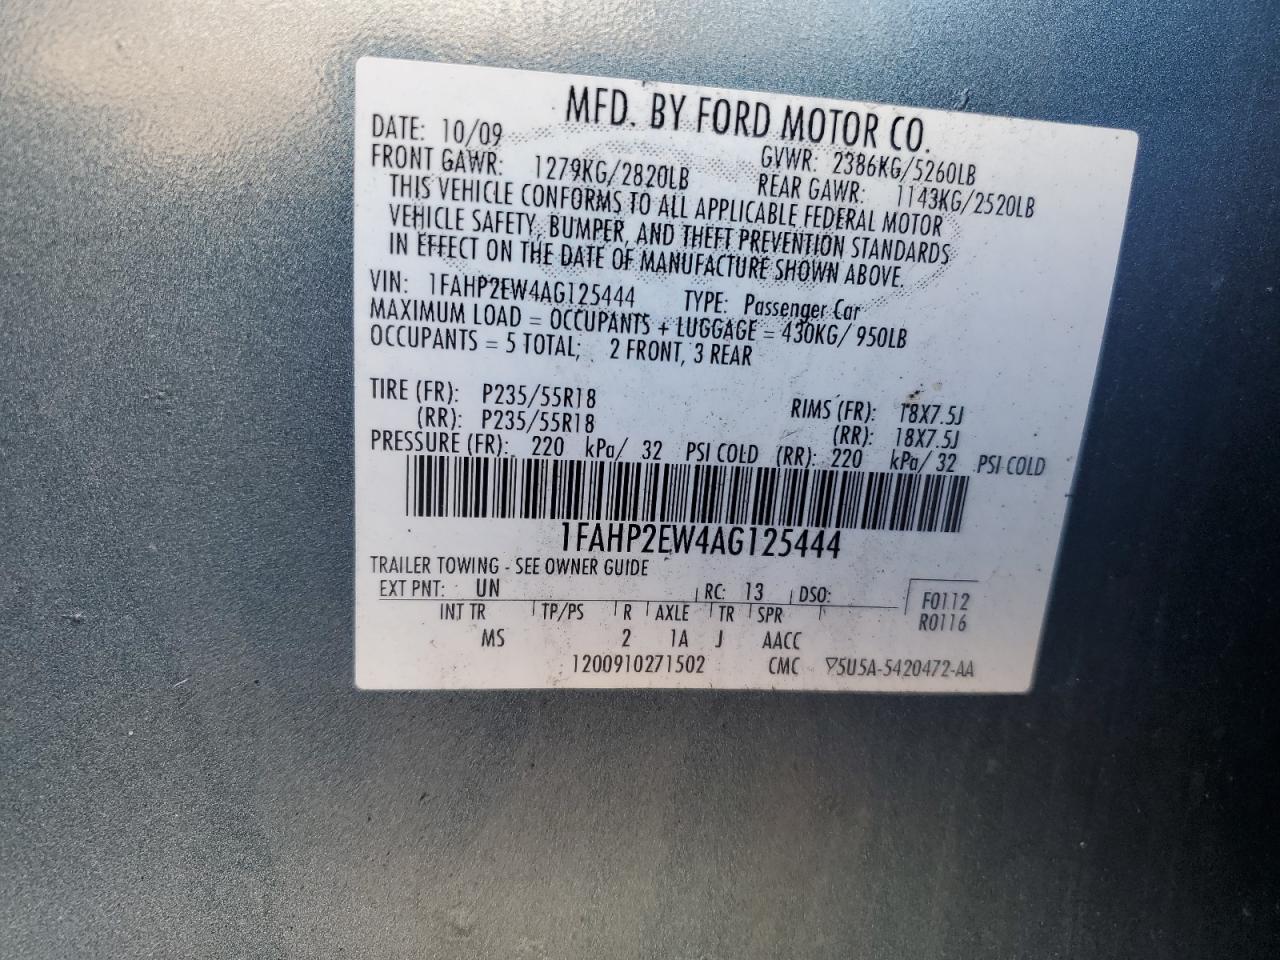 MFD. BY FORD MOTOR CO.
DATE: 10/09 GVWR: 2386KG/5260LB
FRONT GAWR: 1279KG/2820LB REAR GAWR: 1143KG/2520LB
THIS VEHICLE CONFORMS TO ALL APPLICABLE FEDERAL MOTOR
VEHICLE SAFETY, BUMPER, AND THEFT PREVENTION STANDARDS
IN EFFECT ON THE DATE OF MANUFACTURE SHOWN ABOVE.
VIN: 1FAHP2EW4AG125444 TYPE: Passenger Car
MAXIMUM LOAD = OCCUPANTS + LUGGAGE = 430KG/ 950LB
OCCUPANTS = 5 TOTAL; 2 FRONT, 3 REAR
TIRE (FR): P235/55R18 RIMS (FR): 18X7.5J
(RR): P235/55R18 (RR): 18X7.5J
PRESSURE (FR): 220 kPa/ 32 PSI COLD (RR): 220 kPa/ 32 PSI COLD
1FAHP2EW4AG125444
TRAILER TOWING - SEE OWNER GUIDE
EXT PNT: UN RC: 13 DSO: F0112
INT TR TP/PS R AXLE TR SPR R0116
MS 2 1A J AACC
1200910271502 CMC 5U5A-5420472-AA